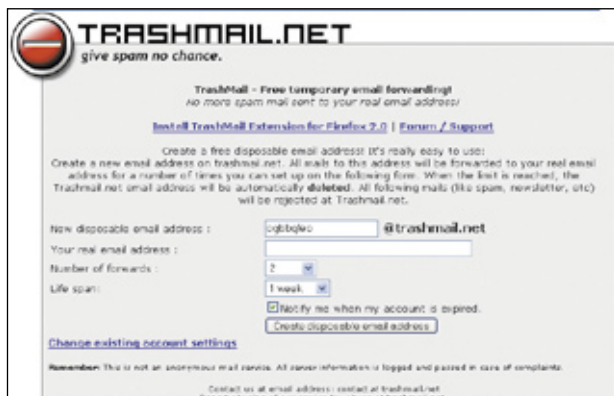 TRASHMAIL.NET
give spam no chance.
TrashMail - Free temporary email forwarding!
No more spam mail sent to your real email address!
Install TrashMail Extension for Firefox 2.0 | Forum / Support
Create a free disposable email address! It's really easy to use:
Create a new email address on trashmail.net. All mails to this address will be forwarded to your real email
address for a number of times you can set up on the following form. When the limit is reached, the
Trashmail.net email address will be automatically deleted. All following mails (like spam, newsletter, etc)
will be rejected at Trashmail.net.
New disposable email address : @trashmail.net
Your real email address :
Number of forwards : 2
Life span: 1 week
Notify me when my account is expired.
Create disposable email address
Change existing account settings
Remember: This is not an anonymous mail service. All server information is logged and passed in case of complaints.
Contact us at email address: contact at trashmail.net